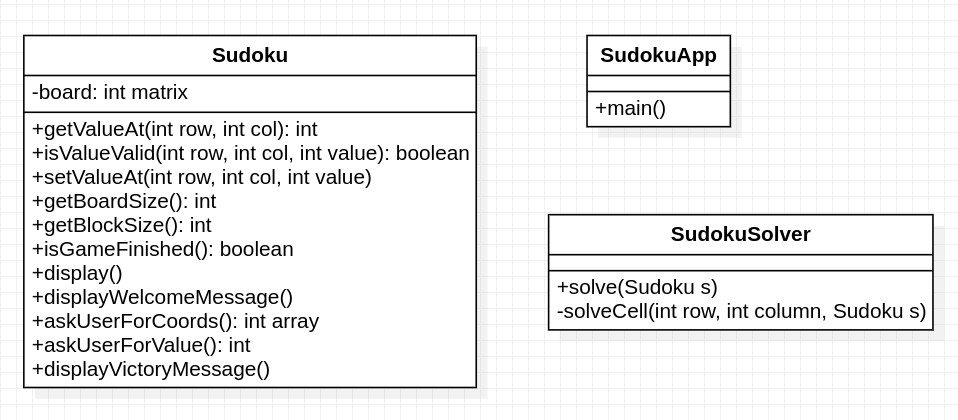 Sudoku
-board: int matrix
+getValueAt(int row, int col): int
+isValueValid(int row, int col, int value): boolean
+setValueAt(int row, int col, int value)
+getBoardSize(): int
+getBlockSize(): int
+isGameFinished(): boolean
+display()
+displayWelcomeMessage()
+askUserForCoords(): int array
+askUserForValue(): int
+displayVictoryMessage()
SudokuApp
+main()
SudokuSolver
+solve(Sudoku s)
-solveCell(int row, int column, Sudoku s)